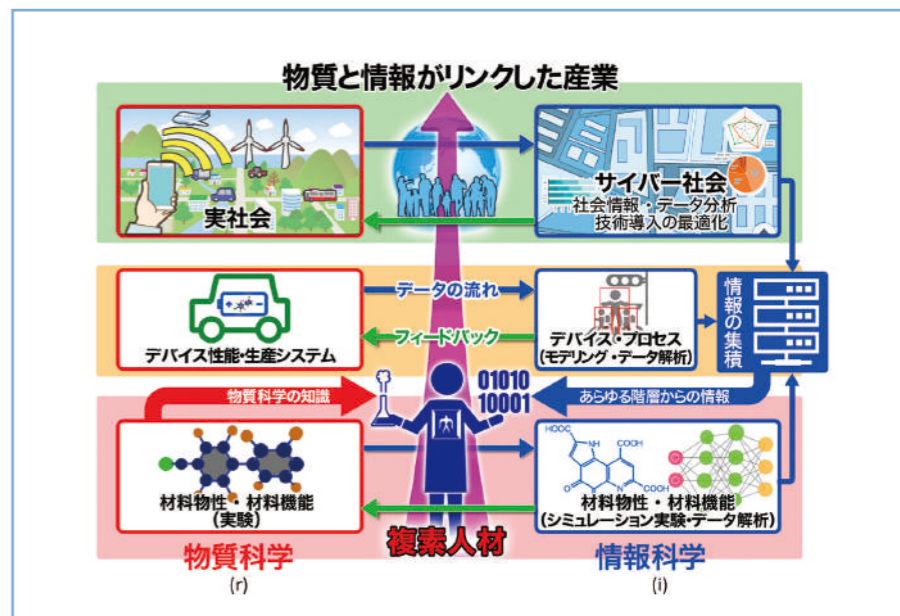 物質と情報がリンクした産業
実社会
サイバー社会
社会情報・データ分析
技術導入の最適化
データの流れ
フィードバック
デバイス性能・生産システム
デバイス・プロセス
(モデリング・データ解析)
情報の集積
物質科学の知識
01010
10001
あらゆる階層からの情報
材料物性・材料機能
(実験)
HOOC
NH
COOH
O
O
N
COOH
材料物性・材料機能
(シミュレーション実験・データ解析)
複素人材
物質科学
(r)
情報科学
(i)